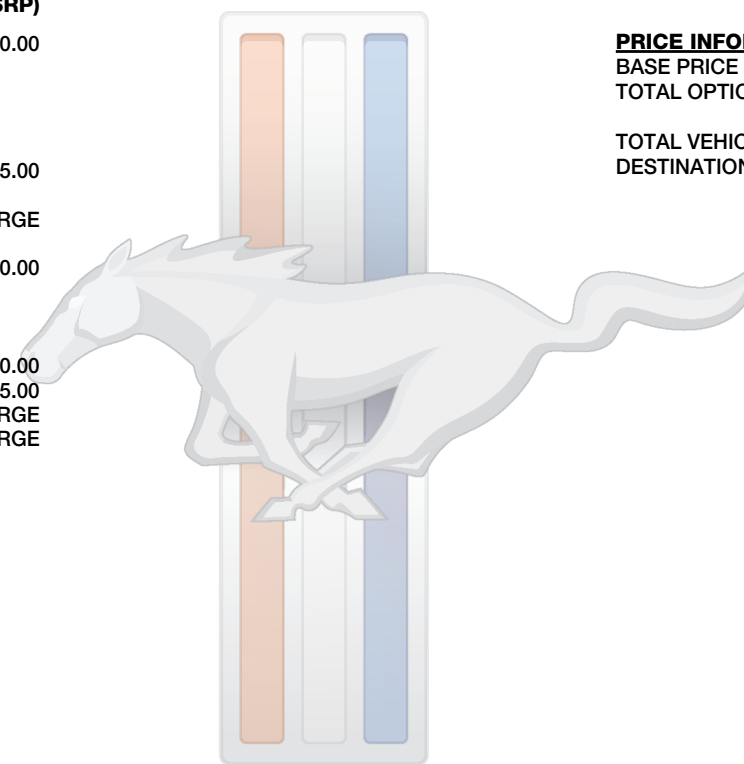 SRP)
0.00
5.00
RGE
0.00
0.00
5.00
RGE
RGE
PRICE INFO
BASE PRICE
TOTAL OPTIO
TOTAL VEHIC
DESTINATION